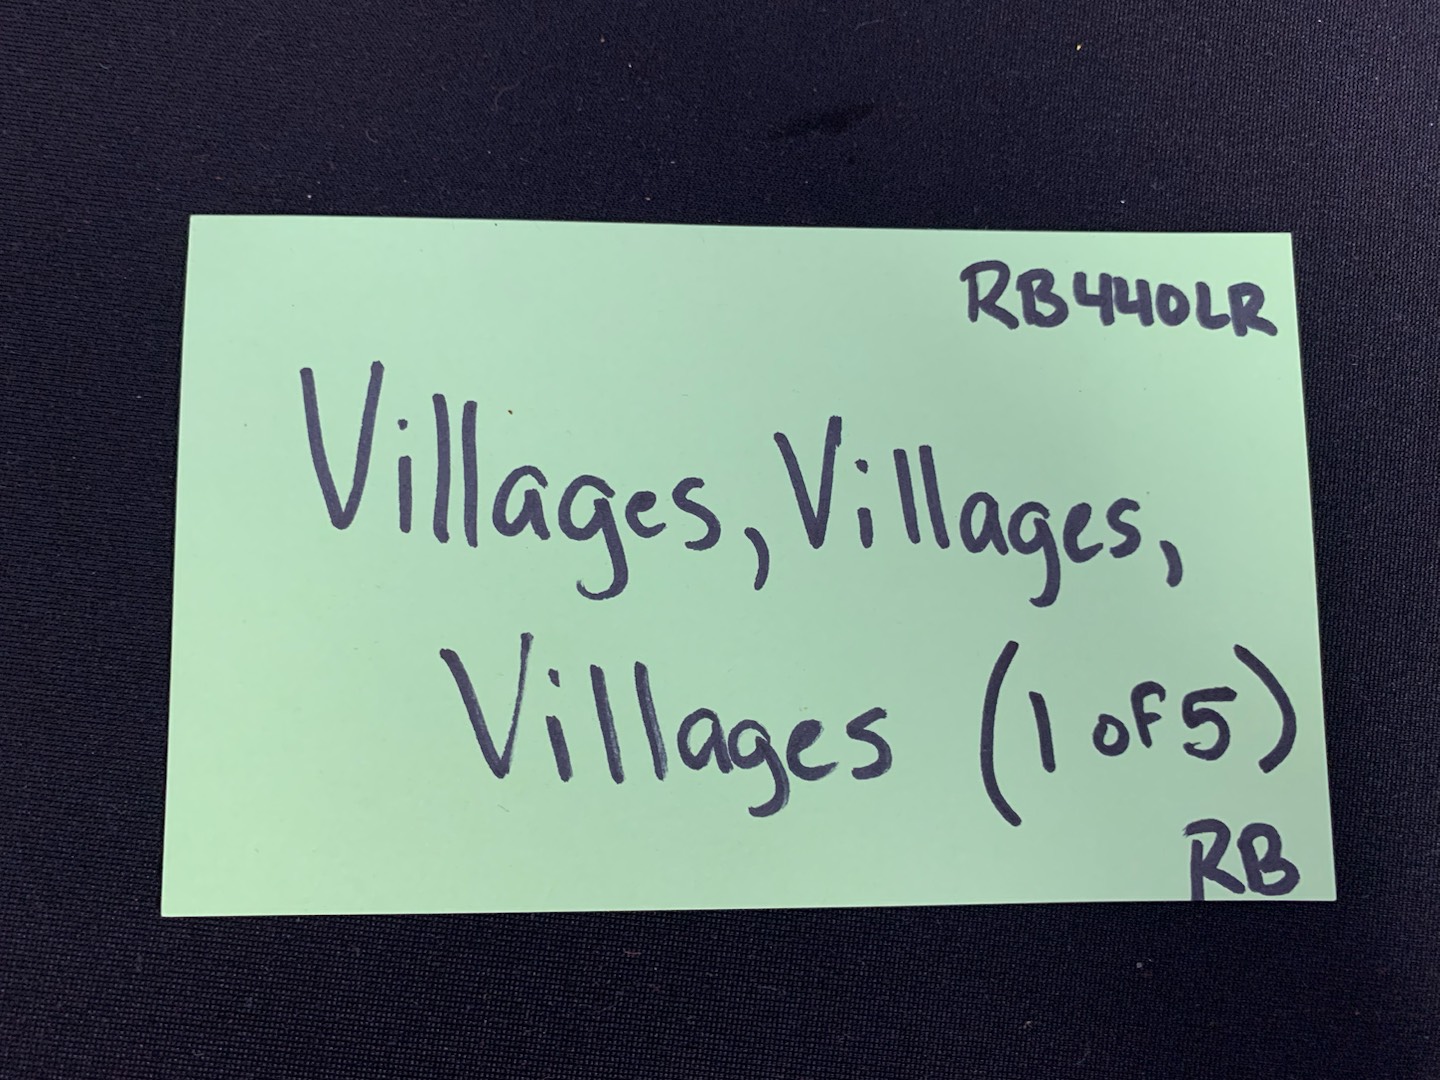 RB440LR
Villages, Villages,
Villages (1 of 5)
RB